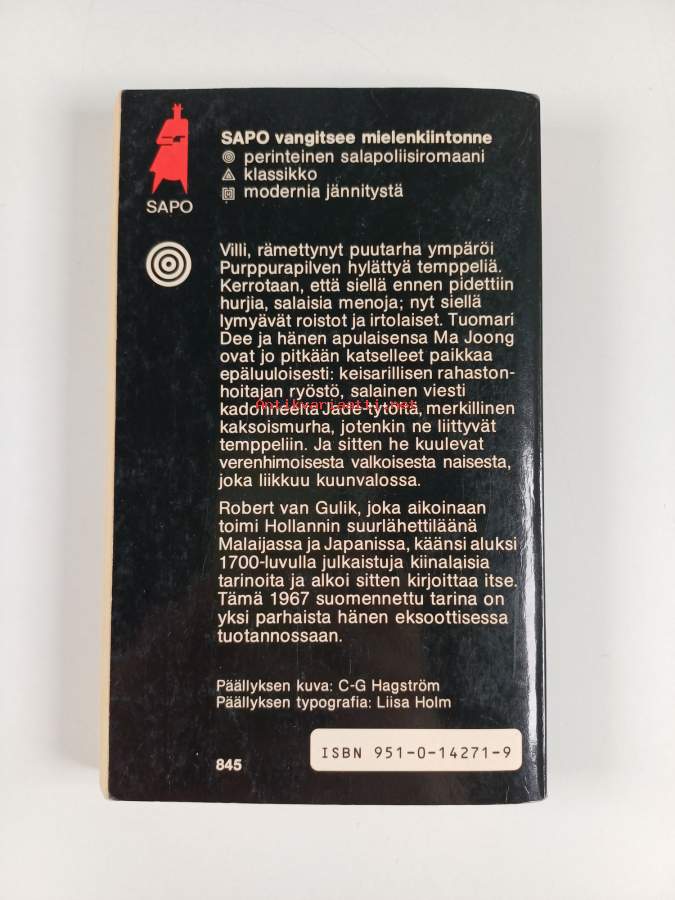 SAPO vangitsee mielenkiintonne
perinteinen salapoliisiromaani
klassikko
modernia jännitystä
SAPO
Villi, rämettynyt puutarha ympäröi
Purppurapilven hylättyä temppeliä.
Kerrotaan, että siellä ennen pidettiin
hurjia, salaisia menoja; nyt siellä
lymyävät roistot ja irtolaiset. Tuomari
Dee ja hänen apulaisensa Ma Joong
ovat jo pitkään katselleet paikkaa
epäluuloisesti: keisarillisen rahaston-
hoitajan ryöstö, salainen viesti
Antikvariaatti.net
kadonneelta Jade-tytöltä, merkillinen
kaksoismurha, jotenkin ne liittyvät
temppeliin. Ja sitten he kuulevat
verenhimoisesta valkoisesta naisesta,
joka liikkuu kuunvalossa.
Robert van Gulik, joka aikoinaan
toimi Hollannin suurlähettiläänä
Malaijassa ja Japanissa, käänsi aluksi
1700-luvulla julkaistuja kiinalaisia
tarinoita ja alkoi sitten kirjoittaa itse.
Tämä 1967 suomennettu tarina on
yksi parhaista hänen eksoottisessa
tuotannossaan.
Päällyksen kuva: C-G Hagström
Päällyksen typografia: Liisa Holm
ISBN 951-0-14271-9
845